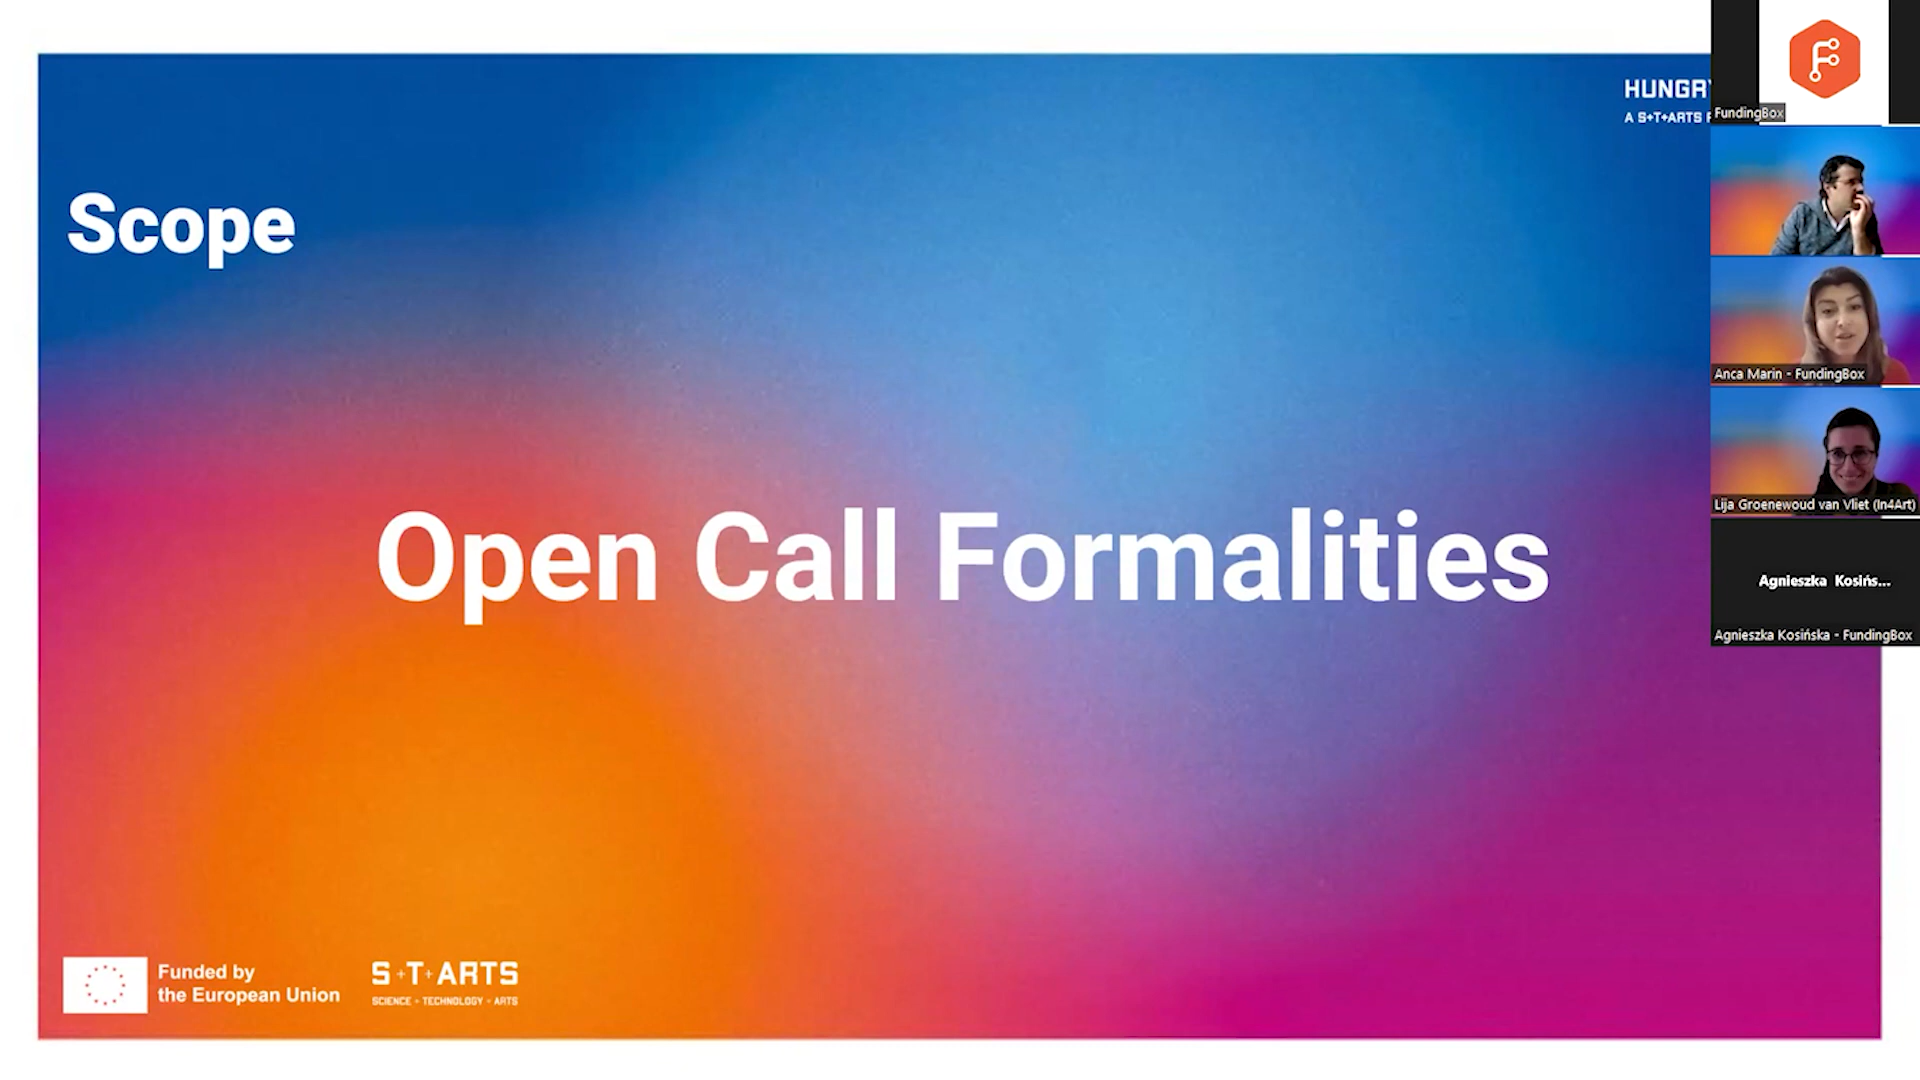 HUNGR
A S+T+ARTS
Scope
Open Call Formalities
Funded by
the European Union
S+T+ARTS
SCIENCE + TECHNOLOGY + ARTS
FundingBox
Anca Marin - FundingBox
Lija Groenewoud van Vliet (In4Art)
Agnieszka Kosińs...
Agnieszka Kosińska - FundingBox